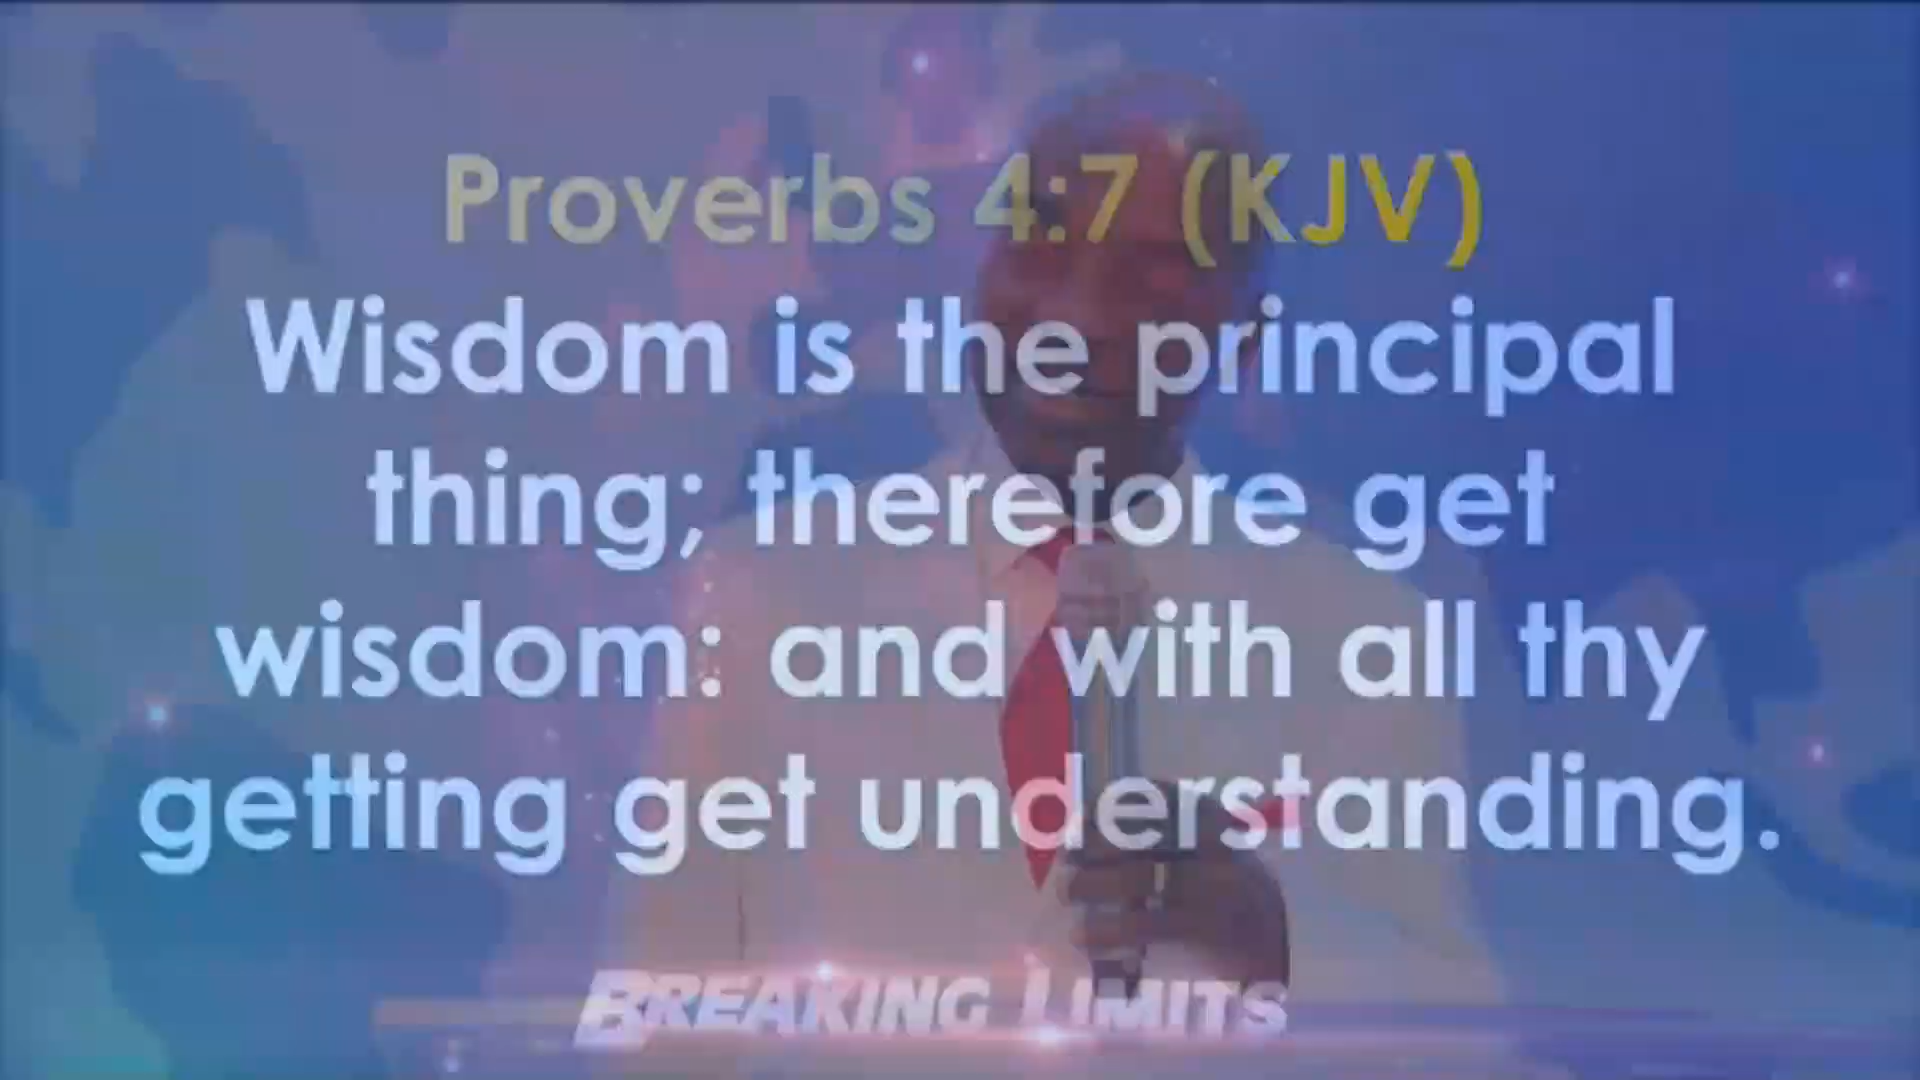 Proverbs 4:7 (KJV)
Wisdom is the principal
thing; therefore get
wisdom: and with all thy
getting get understanding.
BREAKING LIMITS